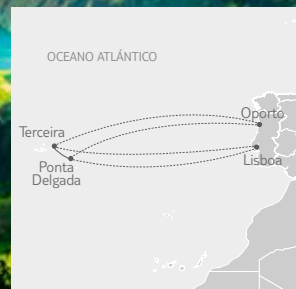 OCEANO ATLÁNTICO
Oporto
Terceira
Lisboa
Ponta
Delgada